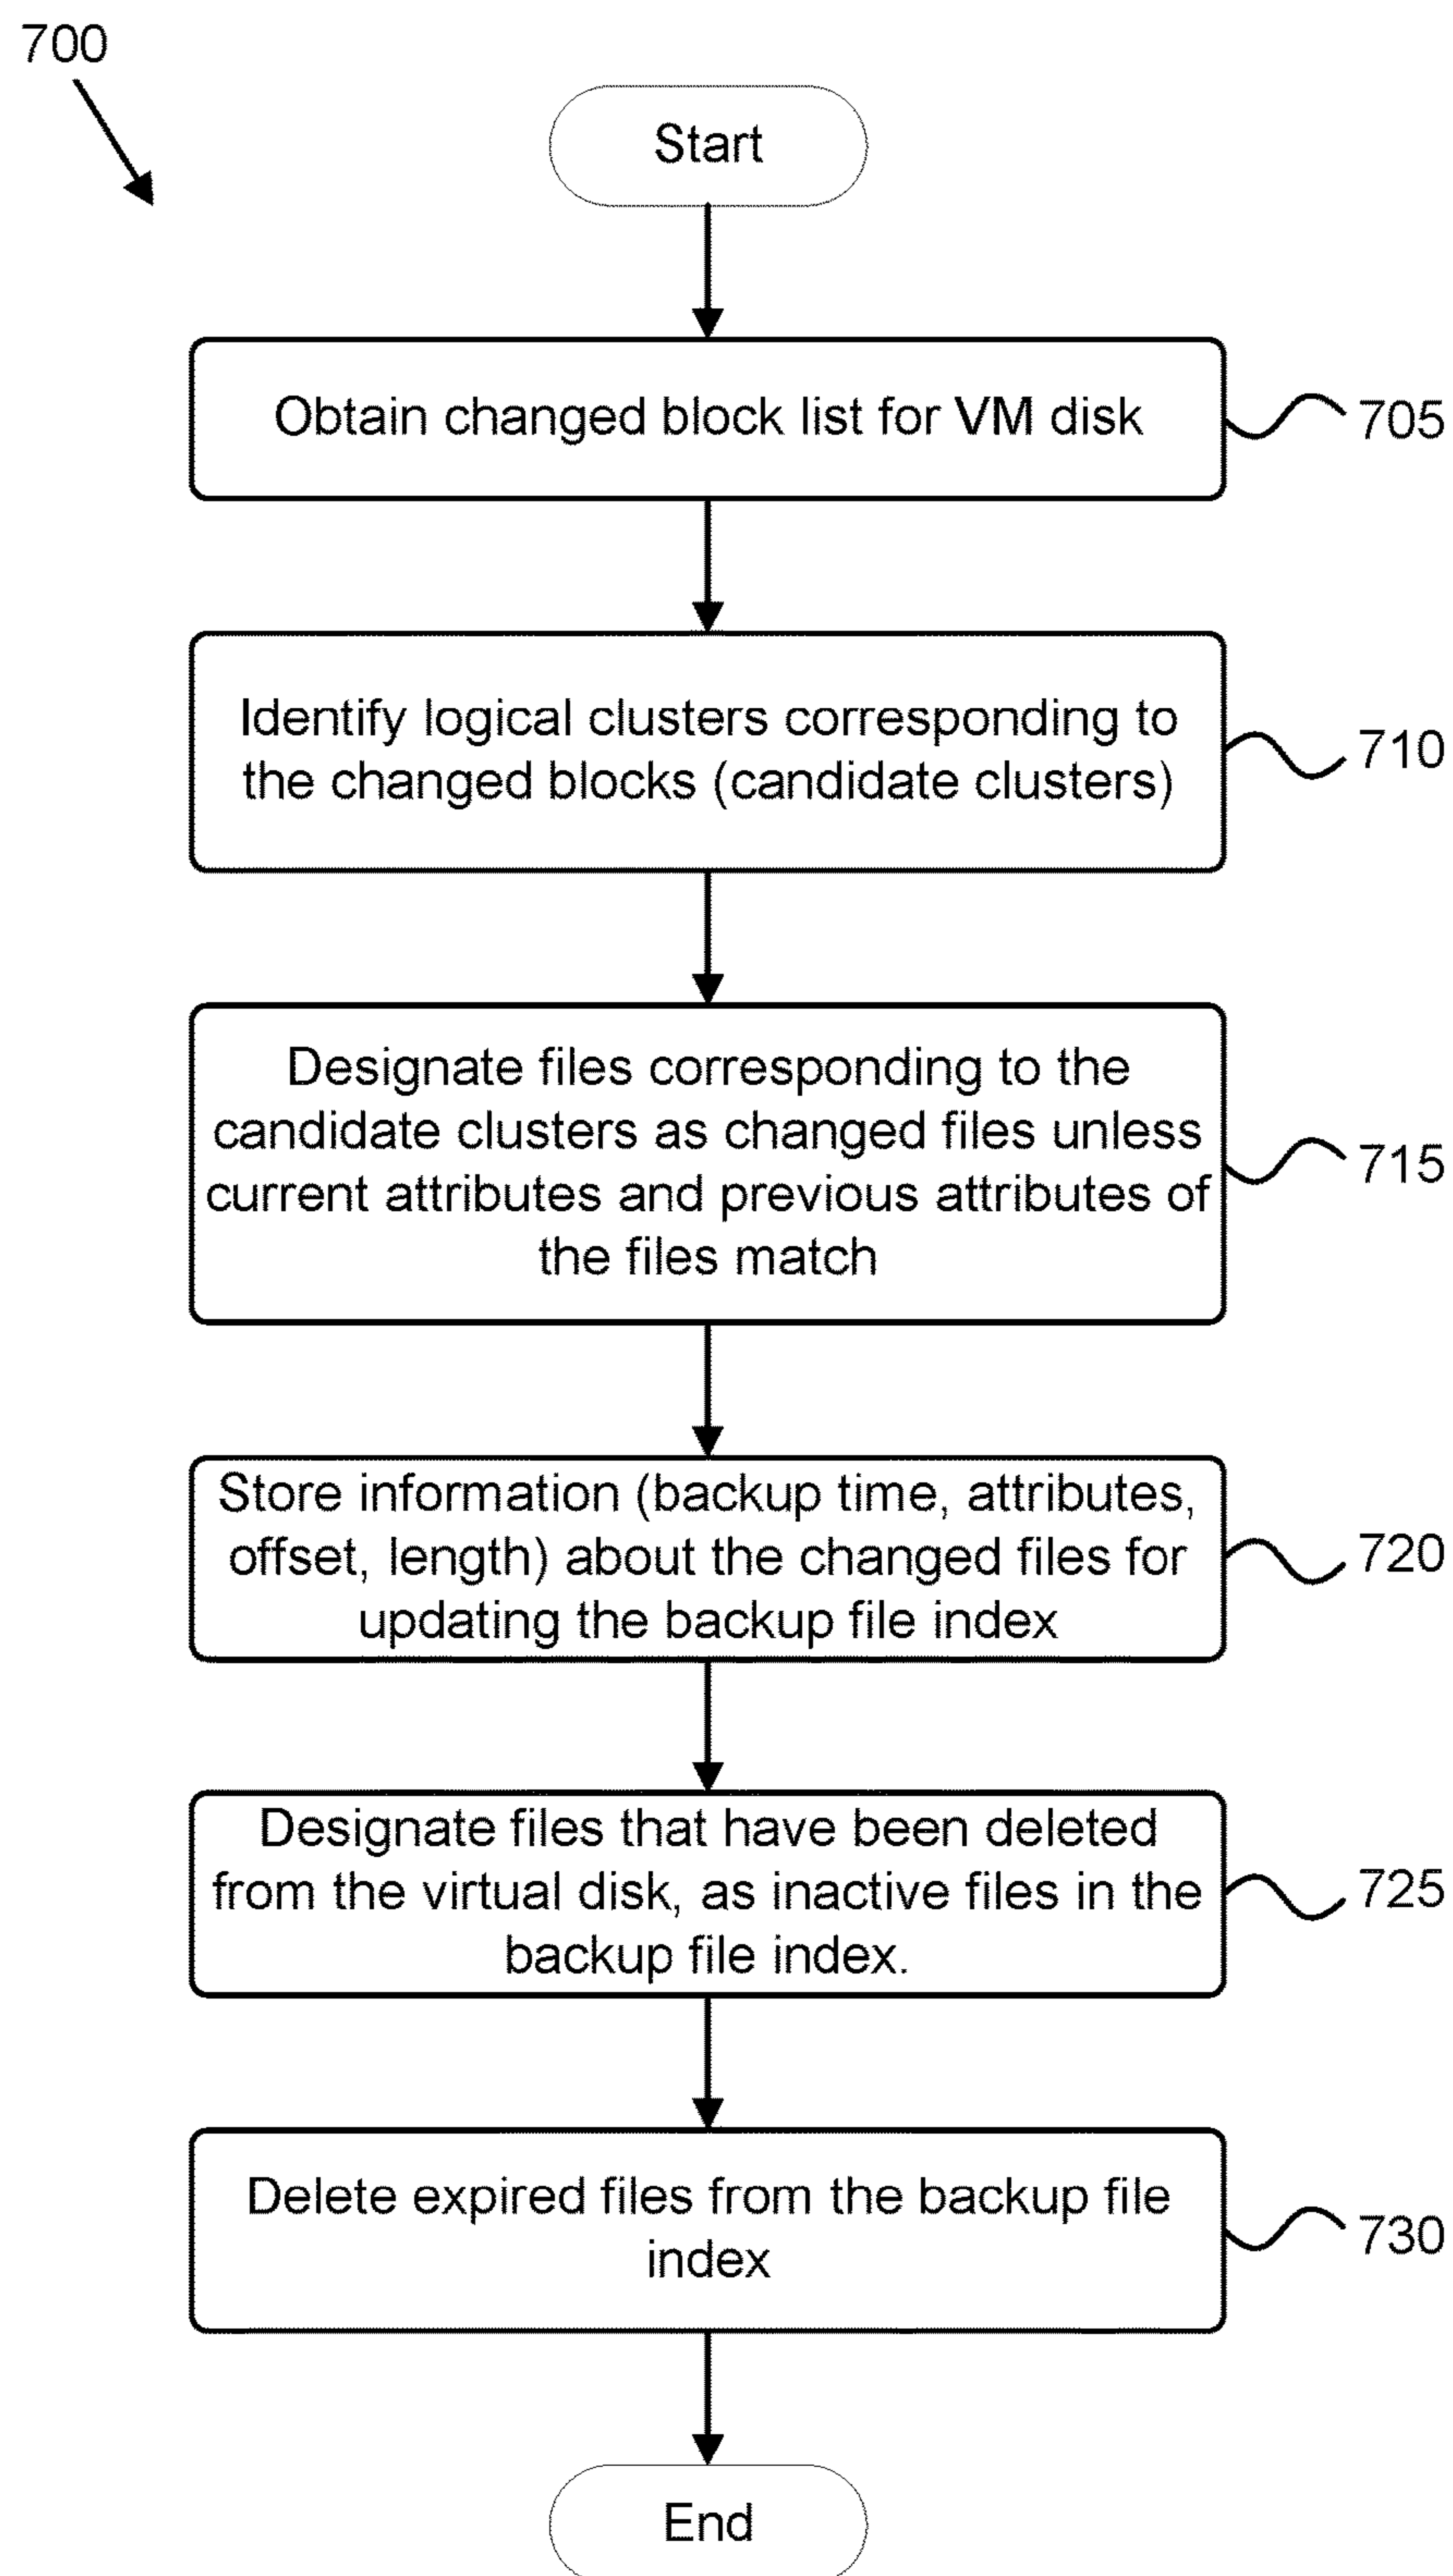 700
Start
Obtain changed block list for VM disk
705
Identify logical clusters corresponding to
the changed blocks (candidate clusters)
710
Designate files corresponding to the
candidate clusters as changed files unless
current attributes and previous attributes of
the files match
715
Store information (backup time, attributes,
offset, length) about the changed files for
updating the backup file index
720
Designate files that have been deleted
from the virtual disk, as inactive files in the
backup file index.
725
Delete expired files from the backup file
index
730
End